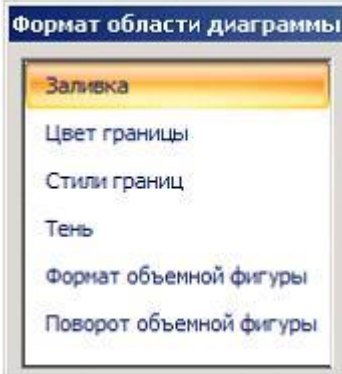 Формат области диаграммы
Заливка
Цвет границы
Стили границ
Тень
Формат объемной фигуры
Поворот объемной фигуры